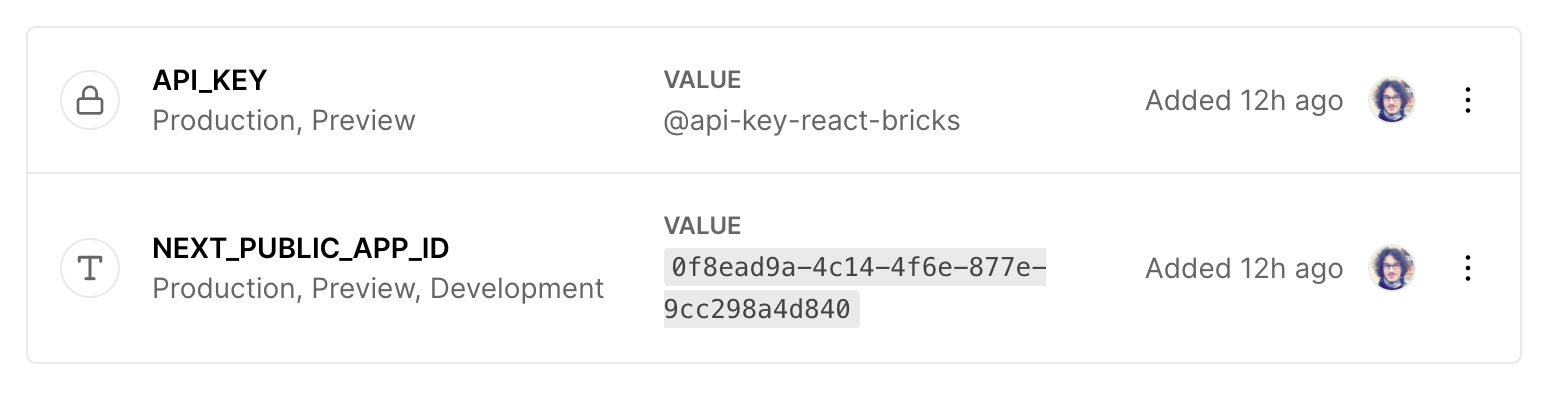 API_KEY
Production, Preview
VALUE
@api-key-react-bricks
Added 12h ago
NEXT_PUBLIC_APP_ID
Production, Preview, Development
VALUE
0f8ead9a-4c14-4f6e-877e-
9cc298a4d840
Added 12h ago